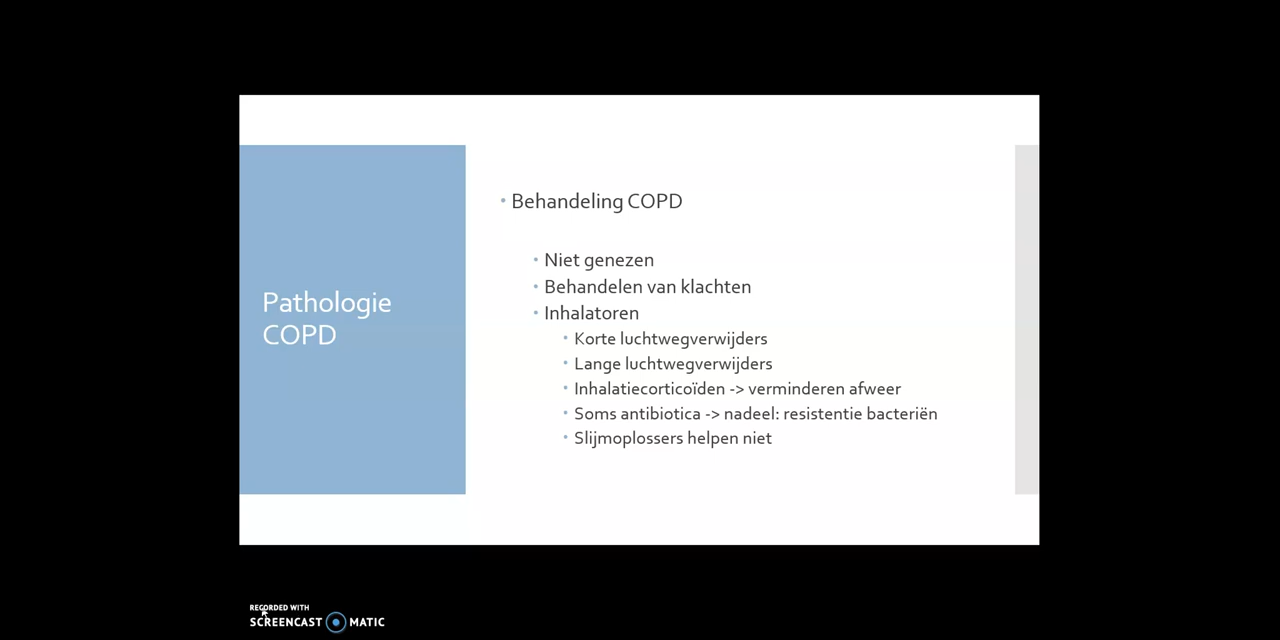 Pathologie
COPD
• Behandeling COPD
• Niet genezen
• Behandelen van klachten
• Inhalatoren
• Korte luchtwegverwijders
• Lange luchtwegverwijders
• Inhalatiecorticoïden -> verminderen afweer
• Soms antibiotica -> nadeel: resistentie bacteriën
• Slijmoplossers helpen niet
RECORDED WITH
SCREENCAST MATIC